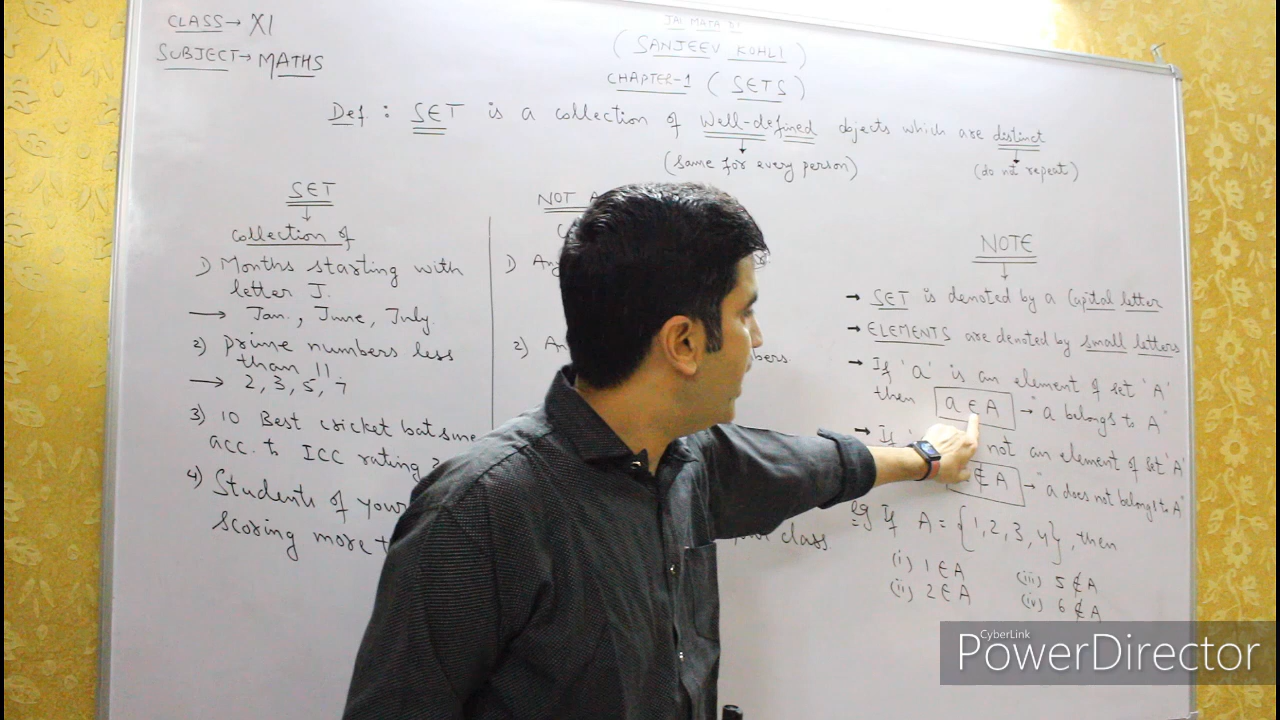 CLASS → XI
SUBJECT → MATHS
JAI MATA DI
(SANJEEV KOHLI)
CHAPTER-1 (SETS)
Def : SET is a collection of well-defined objects which are distinct
(same for every person)
(do not repeat)
SET
collection of
1) Months starting with
letter J.
→ Jan., June, July.
2) prime numbers less
than 11.
→ 2, 3, 5, 7
3) 10 Best cricket batsme
acc. to ICC rating
4) Students of your
scoring more t
NOT A
1) An
2) An
class.
NOTE
→ SET is denoted by a Capital letter
→ ELEMENTS are denoted by small letters
→ If 'a' is an element of set 'A'
then a ∈ A → "a belongs to A"
→ If ' not an element of set 'A'
∉ A → "a does not belongs to A"
eg If A = {1, 2, 3, 4}, then
(i) 1 ∈ A
(ii) 2 ∈ A
(iii) 5 ∉ A
(iv) 6 ∉ A
CyberLink
PowerDirector